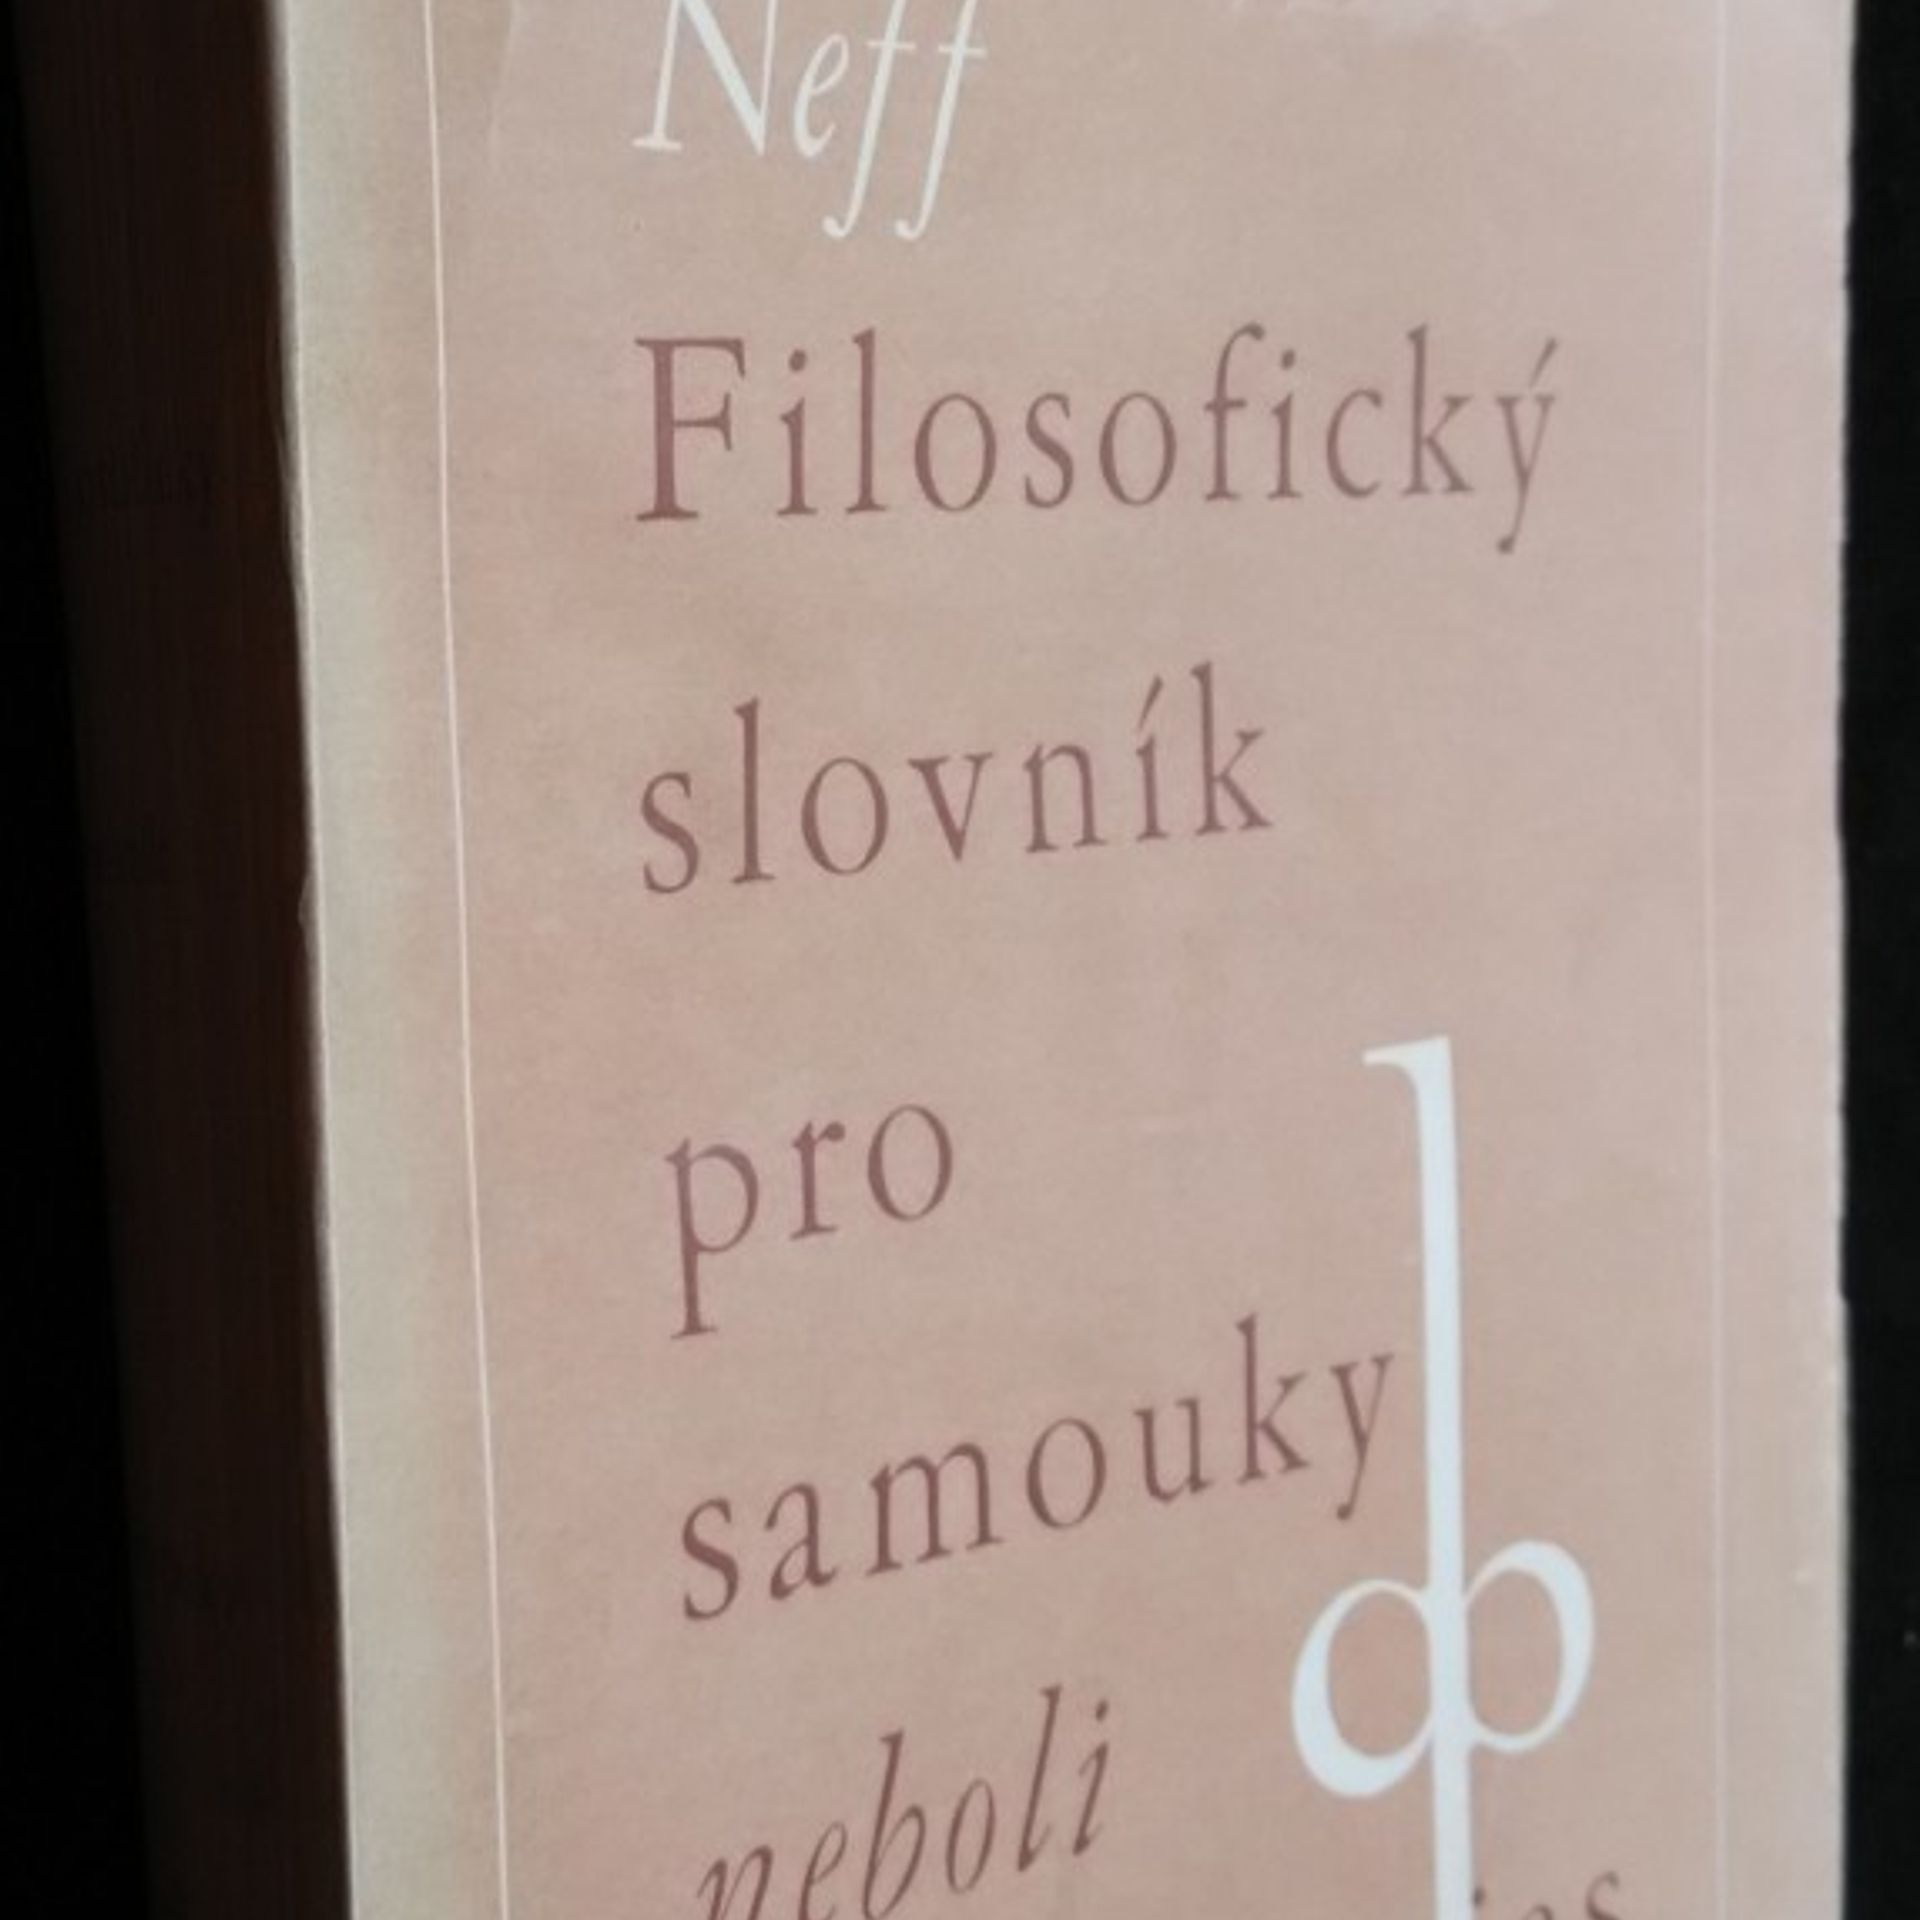 Neff
Filosofický
slovník
pro
samouky
neboli